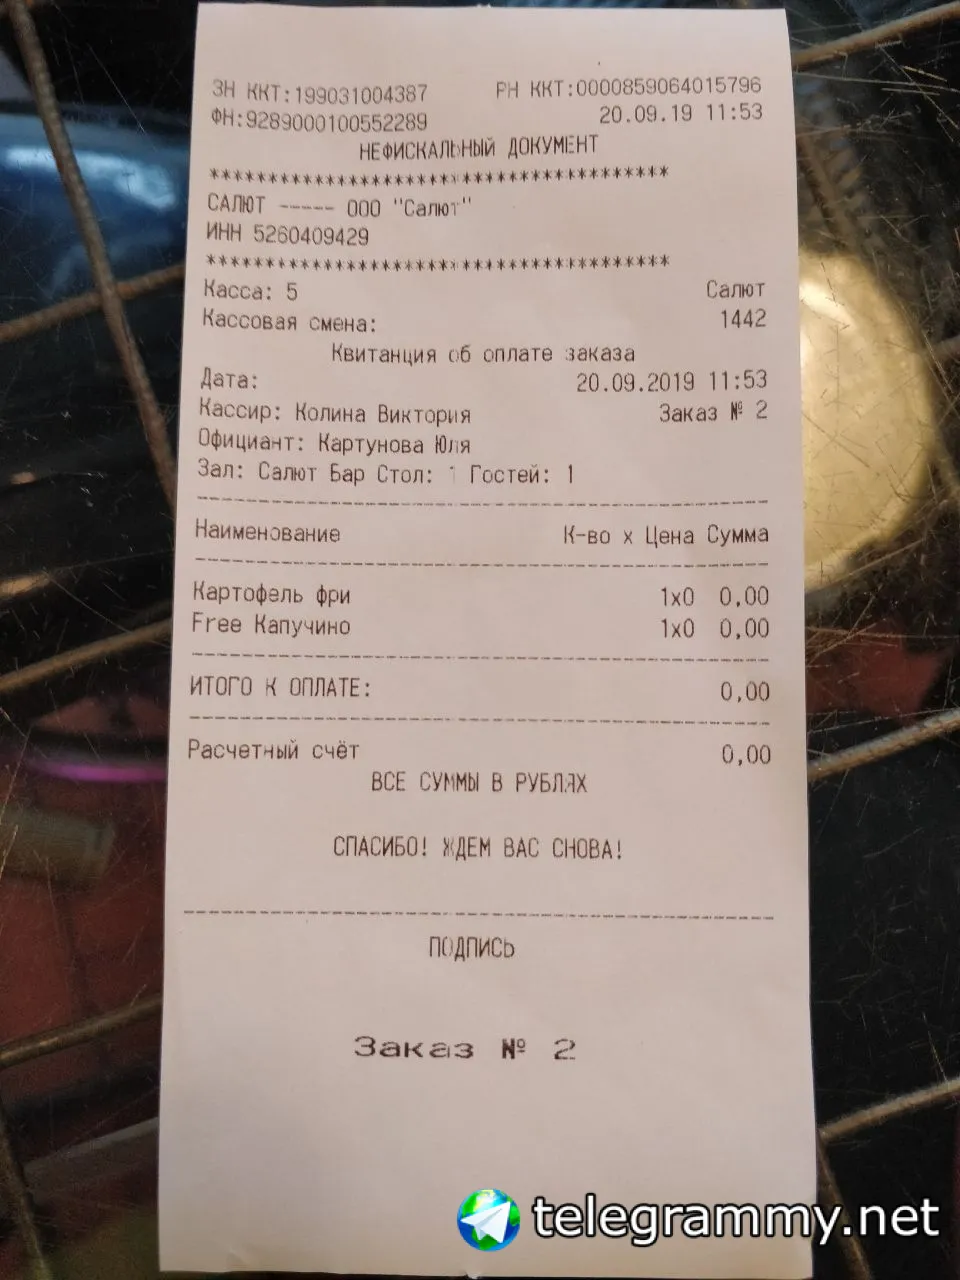 ЗН ККТ:199031004387 РН ККТ:0000859064015796
ФН:9289000100552289 20.09.19 11:53
НЕФИСКАЛЬНЫЙ ДОКУМЕНТ
***************************************
САЛЮТ ----- ООО "Салют"
ИНН 5260409429
***************************************
Касса: 5 Салют
Кассовая смена: 1442
Квитанция об оплате заказа
Дата: 20.09.2019 11:53
Кассир: Колина Виктория Заказ № 2
Официант: Картунова Юля
Зал: Салют Бар Стол: 1 Гостей: 1
Наименование К-во х Цена Сумма
Картофель фри 1х0 0,00
Free Капучино 1х0 0,00
ИТОГО К ОПЛАТЕ: 0,00
Расчетный счёт 0,00
ВСЕ СУММЫ В РУБЛЯХ
СПАСИБО! ЖДЕМ ВАС СНОВА!
ПОДПИСЬ
Заказ № 2
telegrammy.net